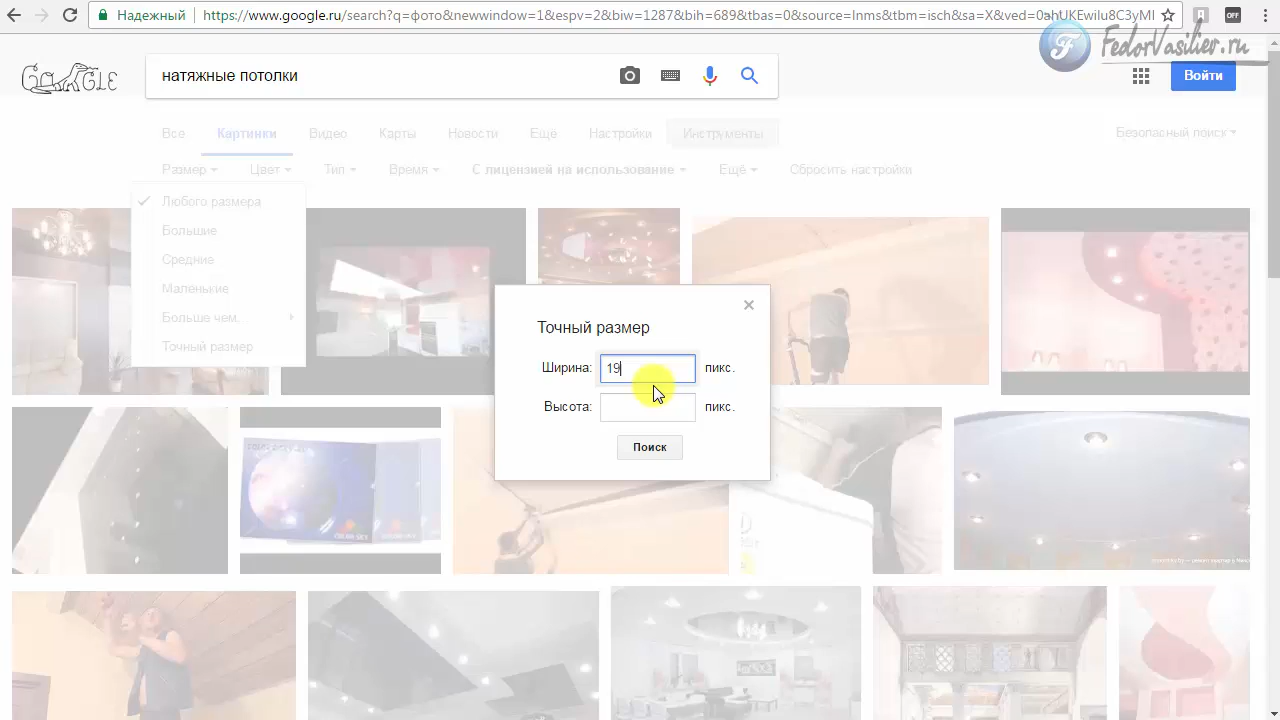 Надежный
https://www.google.ru/search?q=фото&newwindow=1&espv=2&biw=1287&bih=689&tbas=0&source=lnms&tbm=isch&sa=X&ved=0ahUKEwilu8C3yMI
OFF
FedorVasilier.ru
Google
натяжные потолки
Войти
Все Картинки Видео Карты Новости Ещё Настройки Инструменты
Безопасный поиск
Размер Цвет Тип Время С лицензией на использование Ещё Сбросить настройки
Любого размера
Большие
Средние
Маленькие
Больше чем...
Точный размер
Точный размер
Ширина: 19 пикс.
Высота: пикс.
Поиск